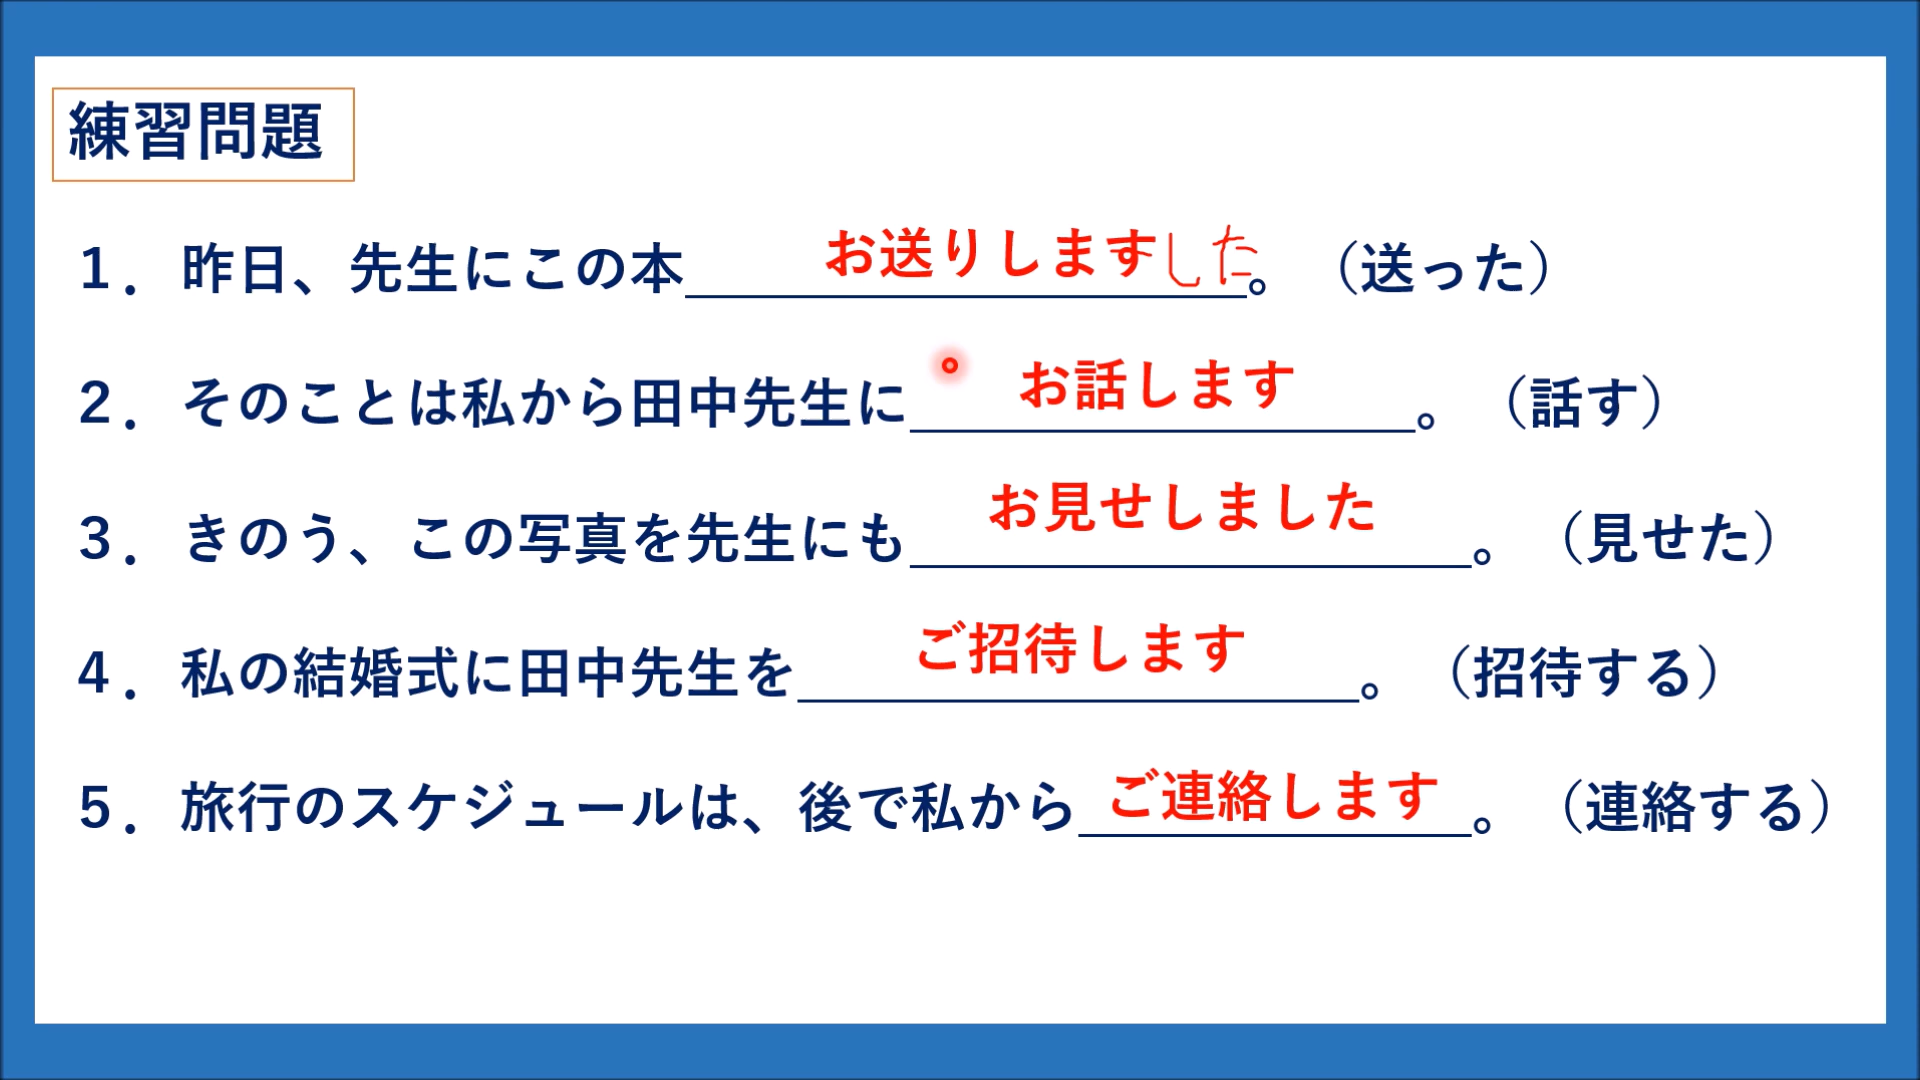 練習問題
1．昨日、先生にこの本お送りしますした。（送った）
2．そのことは私から田中先生にお話します。（話す）
3．きのう、この写真を先生にもお見せしました。（見せた）
4．私の結婚式に田中先生をご招待します。（招待する）
5．旅行のスケジュールは、後で私からご連絡します。（連絡する）